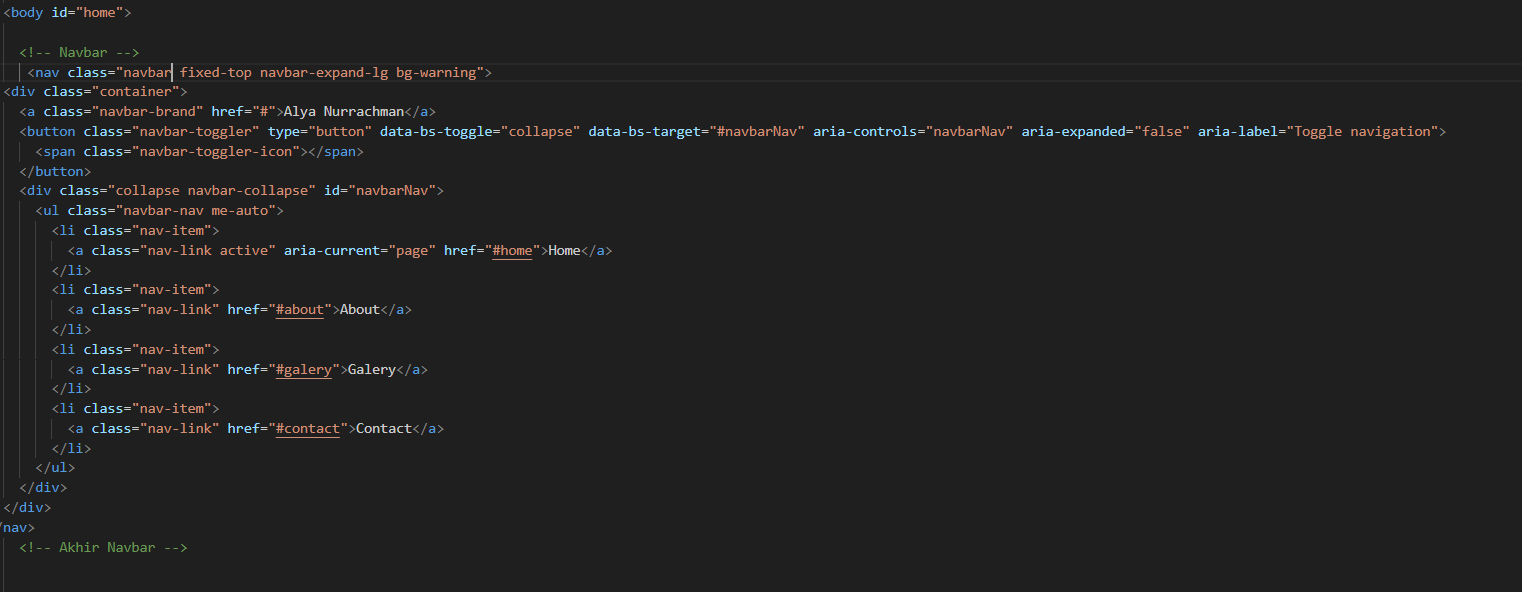 <body id="home">
<!-- Navbar -->
<nav class="navbar fixed-top navbar-expand-lg bg-warning">
<div class="container">
<a class="navbar-brand" href="#">Alya Nurrachman</a>
<button class="navbar-toggler" type="button" data-bs-toggle="collapse" data-bs-target="#navbarNav" aria-controls="navbarNav" aria-expanded="false" aria-label="Toggle navigation">
<span class="navbar-toggler-icon"></span>
</button>
<div class="collapse navbar-collapse" id="navbarNav">
<ul class="navbar-nav me-auto">
<li class="nav-item">
<a class="nav-link active" aria-current="page" href="#home">Home</a>
</li>
<li class="nav-item">
<a class="nav-link" href="#about">About</a>
</li>
<li class="nav-item">
<a class="nav-link" href="#galery">Galery</a>
</li>
<li class="nav-item">
<a class="nav-link" href="#contact">Contact</a>
</li>
</ul>
</div>
</div>
/nav>
<!-- Akhir Navbar -->